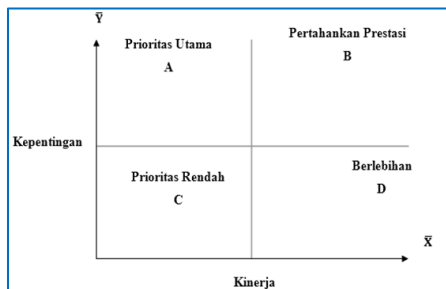 Y̅
Prioritas Utama
A
Pertahankan Prestasi
B
Kepentingan
Prioritas Rendah
C
Berlebihan
D
X̅
Kinerja